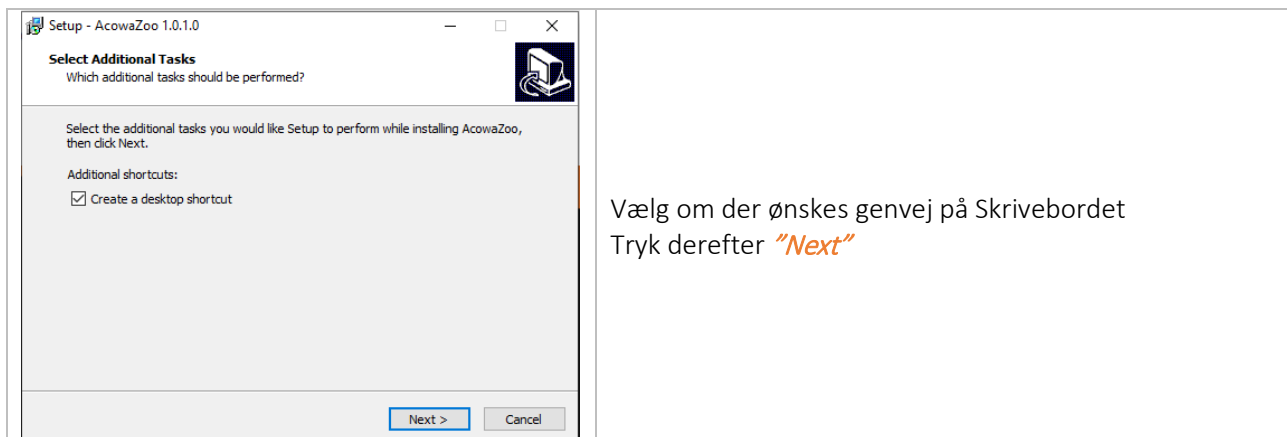 Setup - AcowaZoo 1.0.1.0
Select Additional Tasks
Which additional tasks should be performed?
Select the additional tasks you would like Setup to perform while installing AcowaZoo,
then click Next.
Additional shortcuts:
Create a desktop shortcut
Next >
Cancel
Vælg om der ønskes genvej på Skrivebordet
Tryk derefter ”Next”